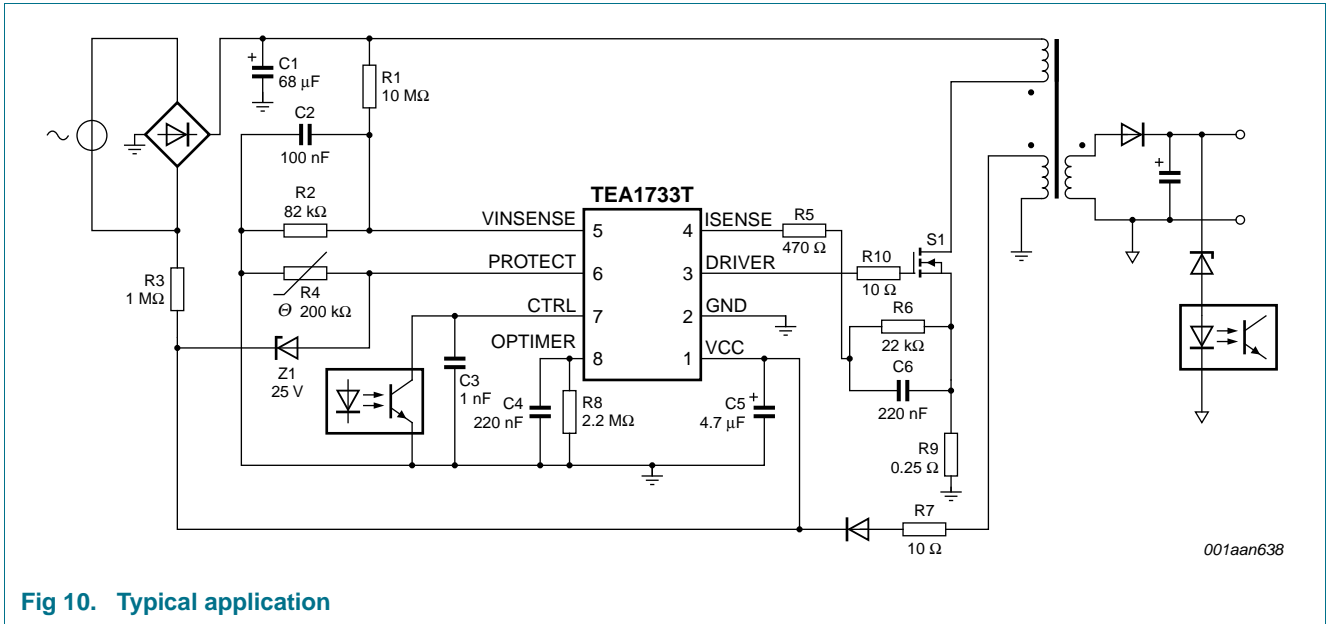 C1
68 μF
R1
10 MΩ
C2
100 nF
R2
82 kΩ
R3
1 MΩ
R4
Θ 200 kΩ
Z1
25 V
TEA1733T
VINSENSE 5
PROTECT 6
CTRL 7
OPTIMER 8
4 ISENSE
3 DRIVER
2 GND
1 VCC
R5
470 Ω
R10
10 Ω
S1
R6
22 kΩ
C6
220 nF
C3
1 nF
C4
220 nF
R8
2.2 MΩ
C5
4.7 μF
R9
0.25 Ω
R7
10 Ω
001aan638
Fig 10. Typical application